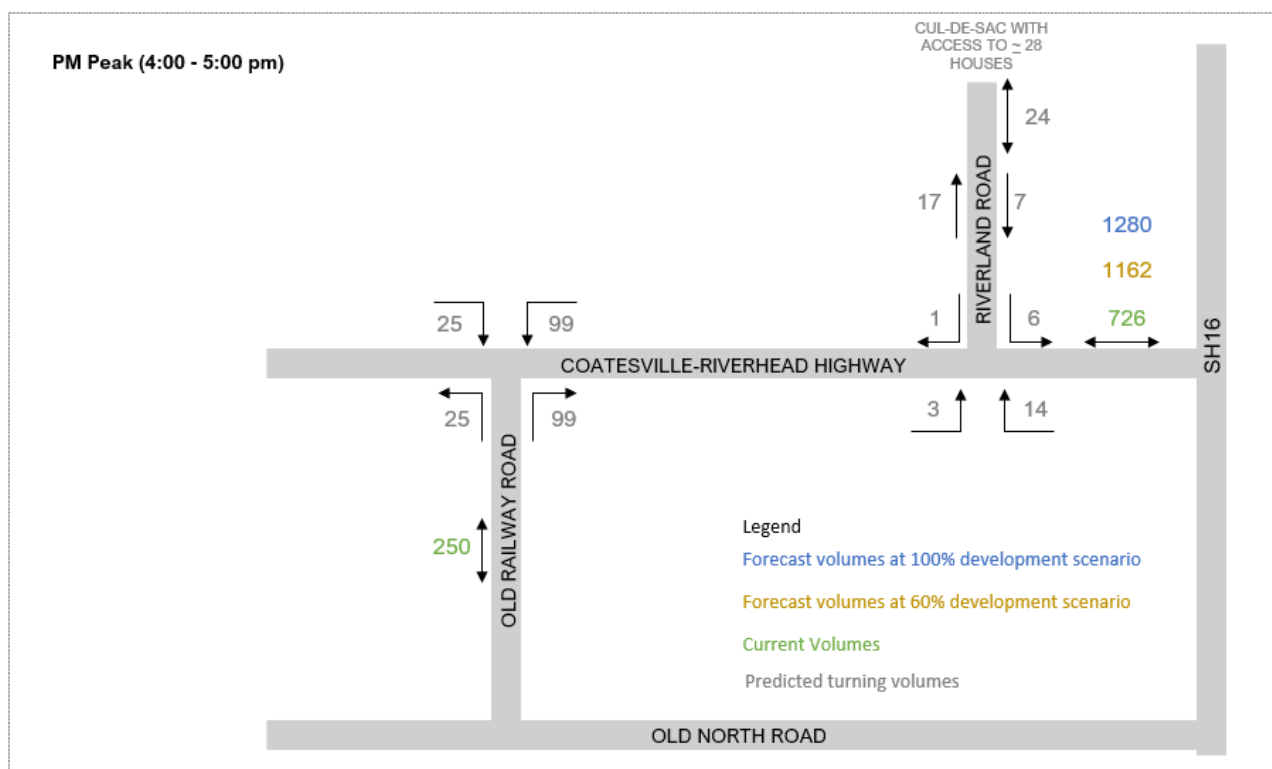 CUL-DE-SAC WITH
ACCESS TO ~ 28
HOUSES
PM Peak (4:00 - 5:00 pm)
24
17
7
RIVERLAND ROAD
1280
1162
726
SH16
25
99
1
6
COATESVILLE-RIVERHEAD HIGHWAY
25
99
3
14
250
OLD RAILWAY ROAD
Legend
Forecast volumes at 100% development scenario
Forecast volumes at 60% development scenario
Current Volumes
Predicted turning volumes
OLD NORTH ROAD